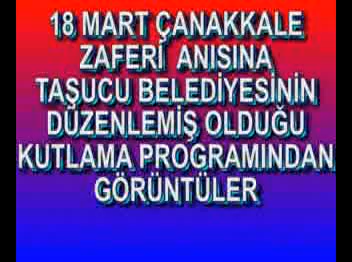 18 MART ÇANAKKALE
ZAFERİ ANISINA
TAŞUCU BELEDİYESİNİN
DÜZENLEMİŞ OLDUĞU
KUTLAMA PROGRAMINDAN
GÖRÜNTÜLER